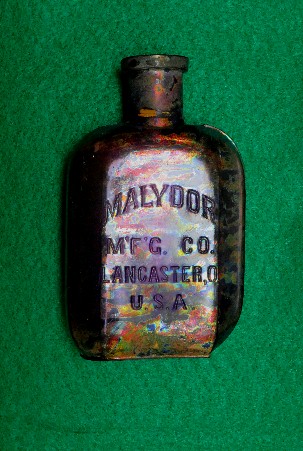 MALYDOR
M'F'G. CO.
LANCASTER, O.
U.S.A.